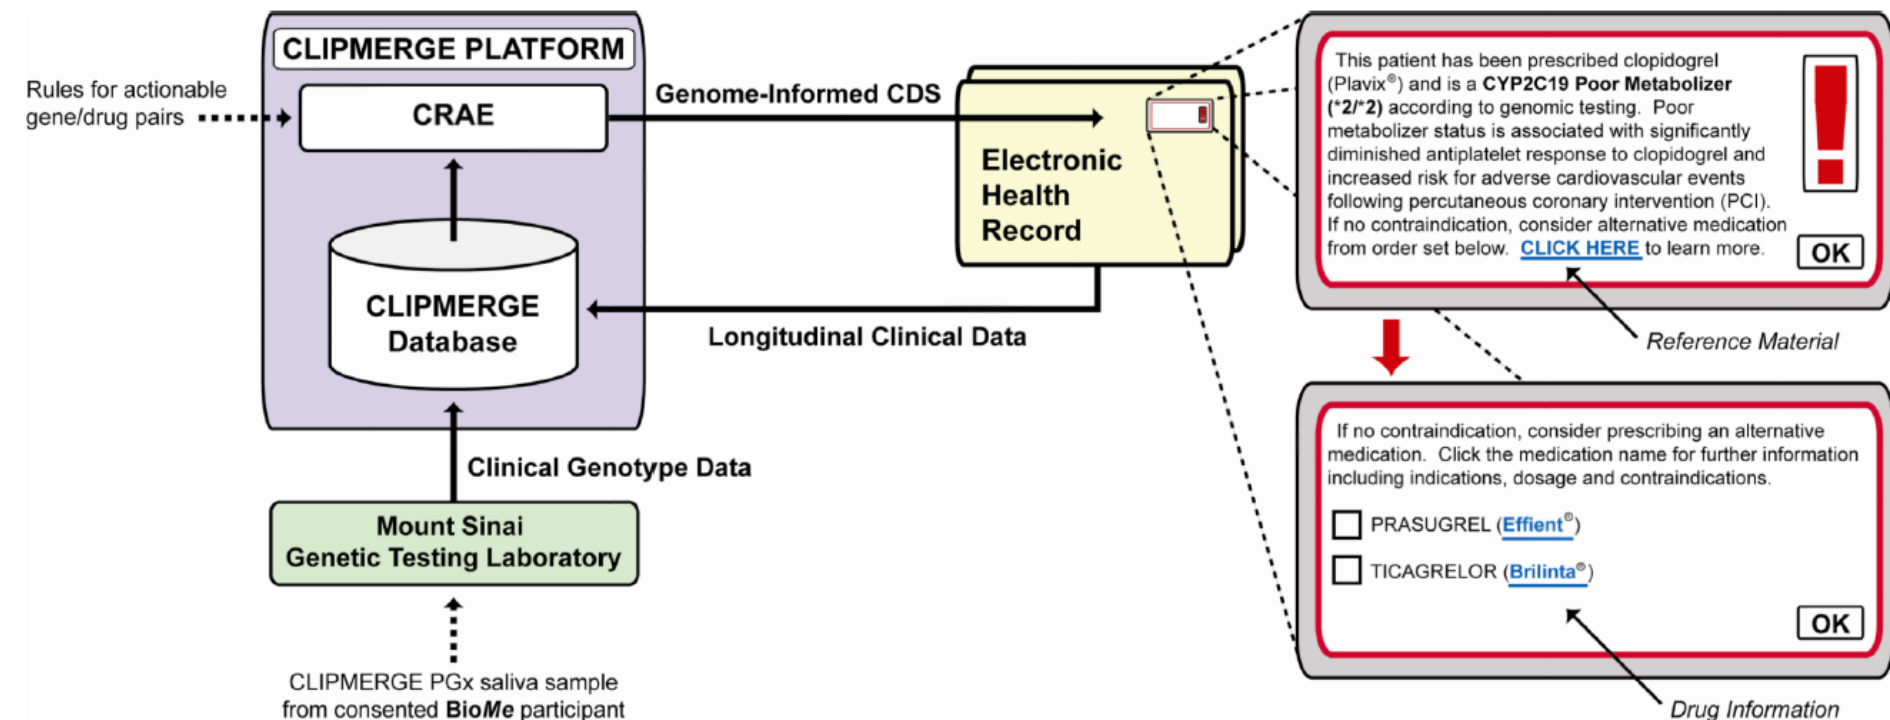 CLIPMERGE PLATFORM
Rules for actionable
gene/drug pairs
CRAE
Genome-Informed CDS
Electronic
Health
Record
CLIPMERGE
Database
Longitudinal Clinical Data
Clinical Genotype Data
Mount Sinai
Genetic Testing Laboratory
CLIPMERGE PGx saliva sample
from consented BioMe participant
This patient has been prescribed clopidogrel
(Plavix®) and is a CYP2C19 Poor Metabolizer
(*2/*2) according to genomic testing. Poor
metabolizer status is associated with significantly
diminished antiplatelet response to clopidogrel and
increased risk for adverse cardiovascular events
following percutaneous coronary intervention (PCI).
If no contraindication, consider alternative medication
from order set below. CLICK HERE to learn more.
!
OK
Reference Material
If no contraindication, consider prescribing an alternative
medication. Click the medication name for further information
including indications, dosage and contraindications.
PRASUGREL (Effient®)
TICAGRELOR (Brilinta®)
OK
Drug Information